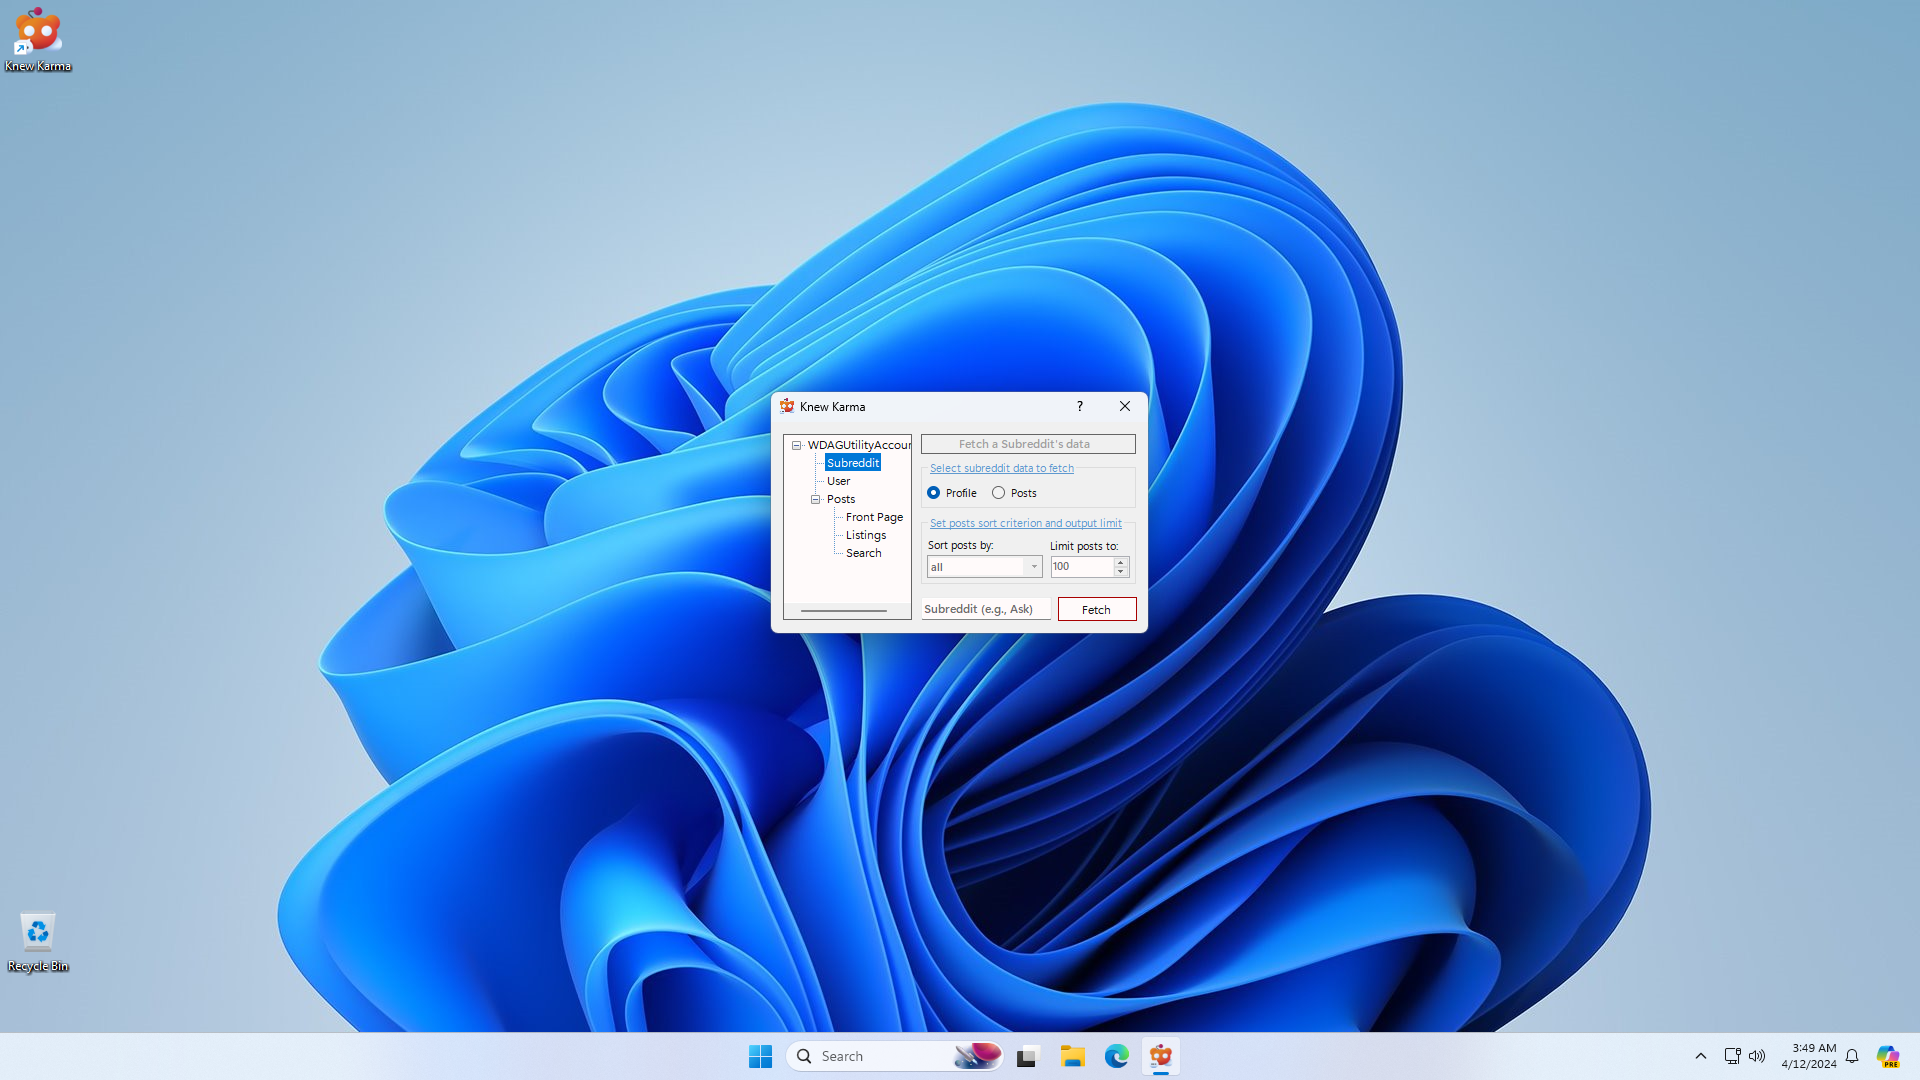 Knew Karma
Knew Karma
?
WDAGUtilityAccoun
Subreddit
User
Posts
Front Page
Listings
Search
Fetch a Subreddit's data
Select subreddit data to fetch
Profile
Posts
Set posts sort criterion and output limit
Sort posts by:
Limit posts to:
all
100
Subreddit (e.g., Ask)
Fetch
Recycle Bin
Search
3:49 AM
4/12/2024
PRE